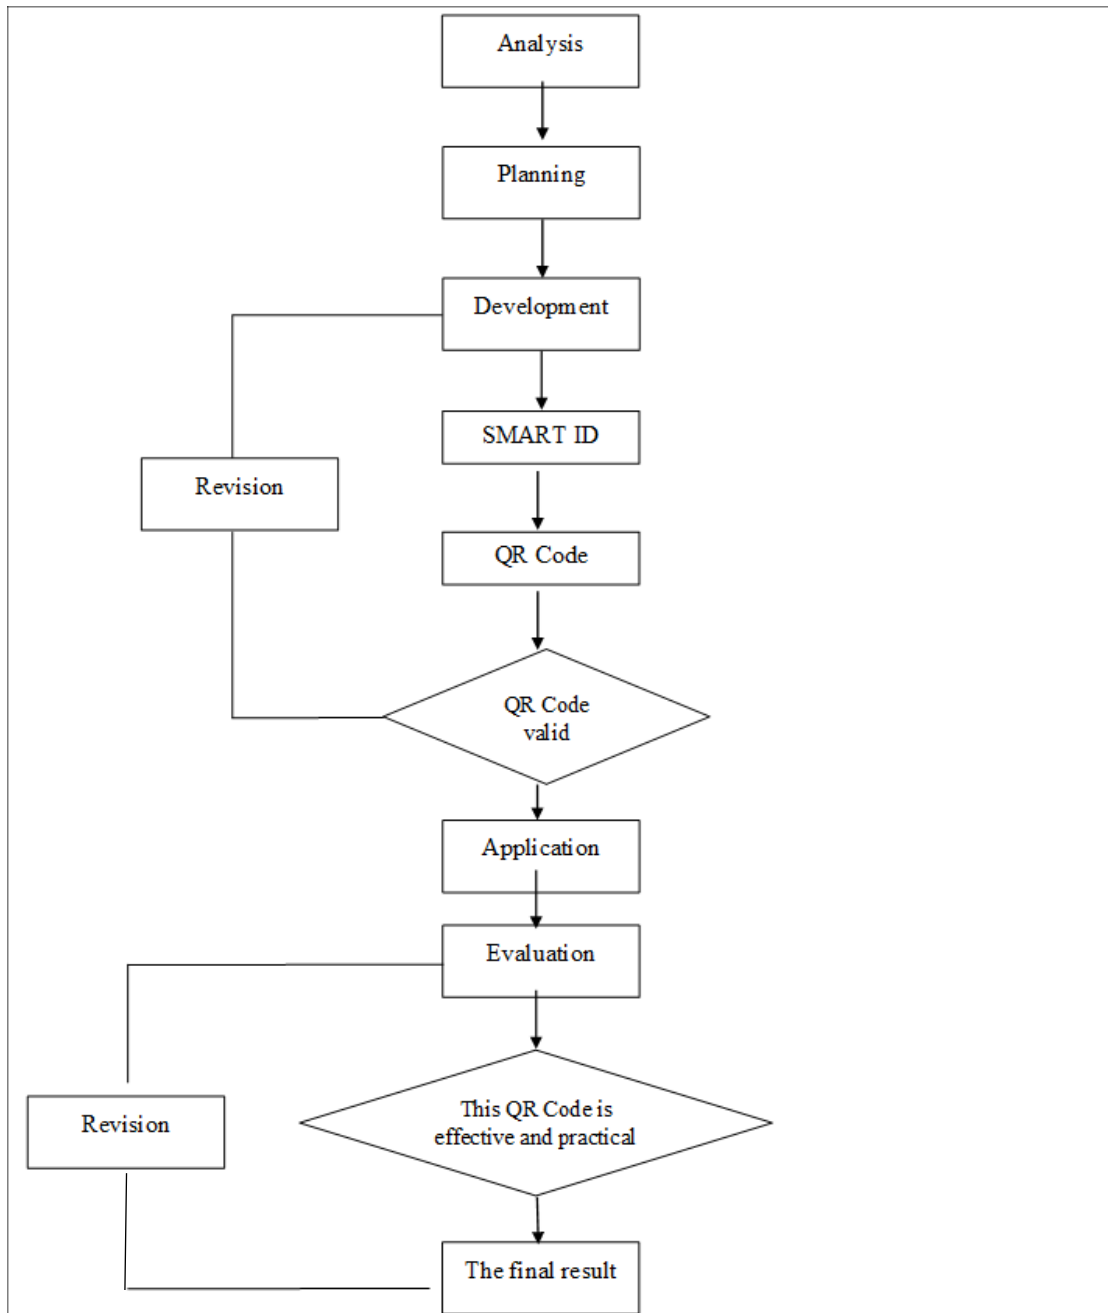 Analysis
Planning
Development
SMART ID
Revision
QR Code
QR Code
valid
Application
Evaluation
This QR Code is
effective and practical
Revision
The final result